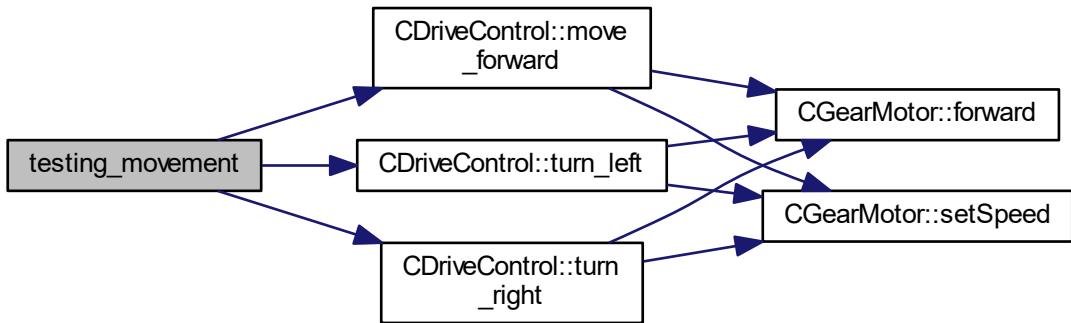 testing_movement
CDriveControl::move
_forward
CDriveControl::turn_left
CDriveControl::turn
_right
CGearMotor::forward
CGearMotor::setSpeed